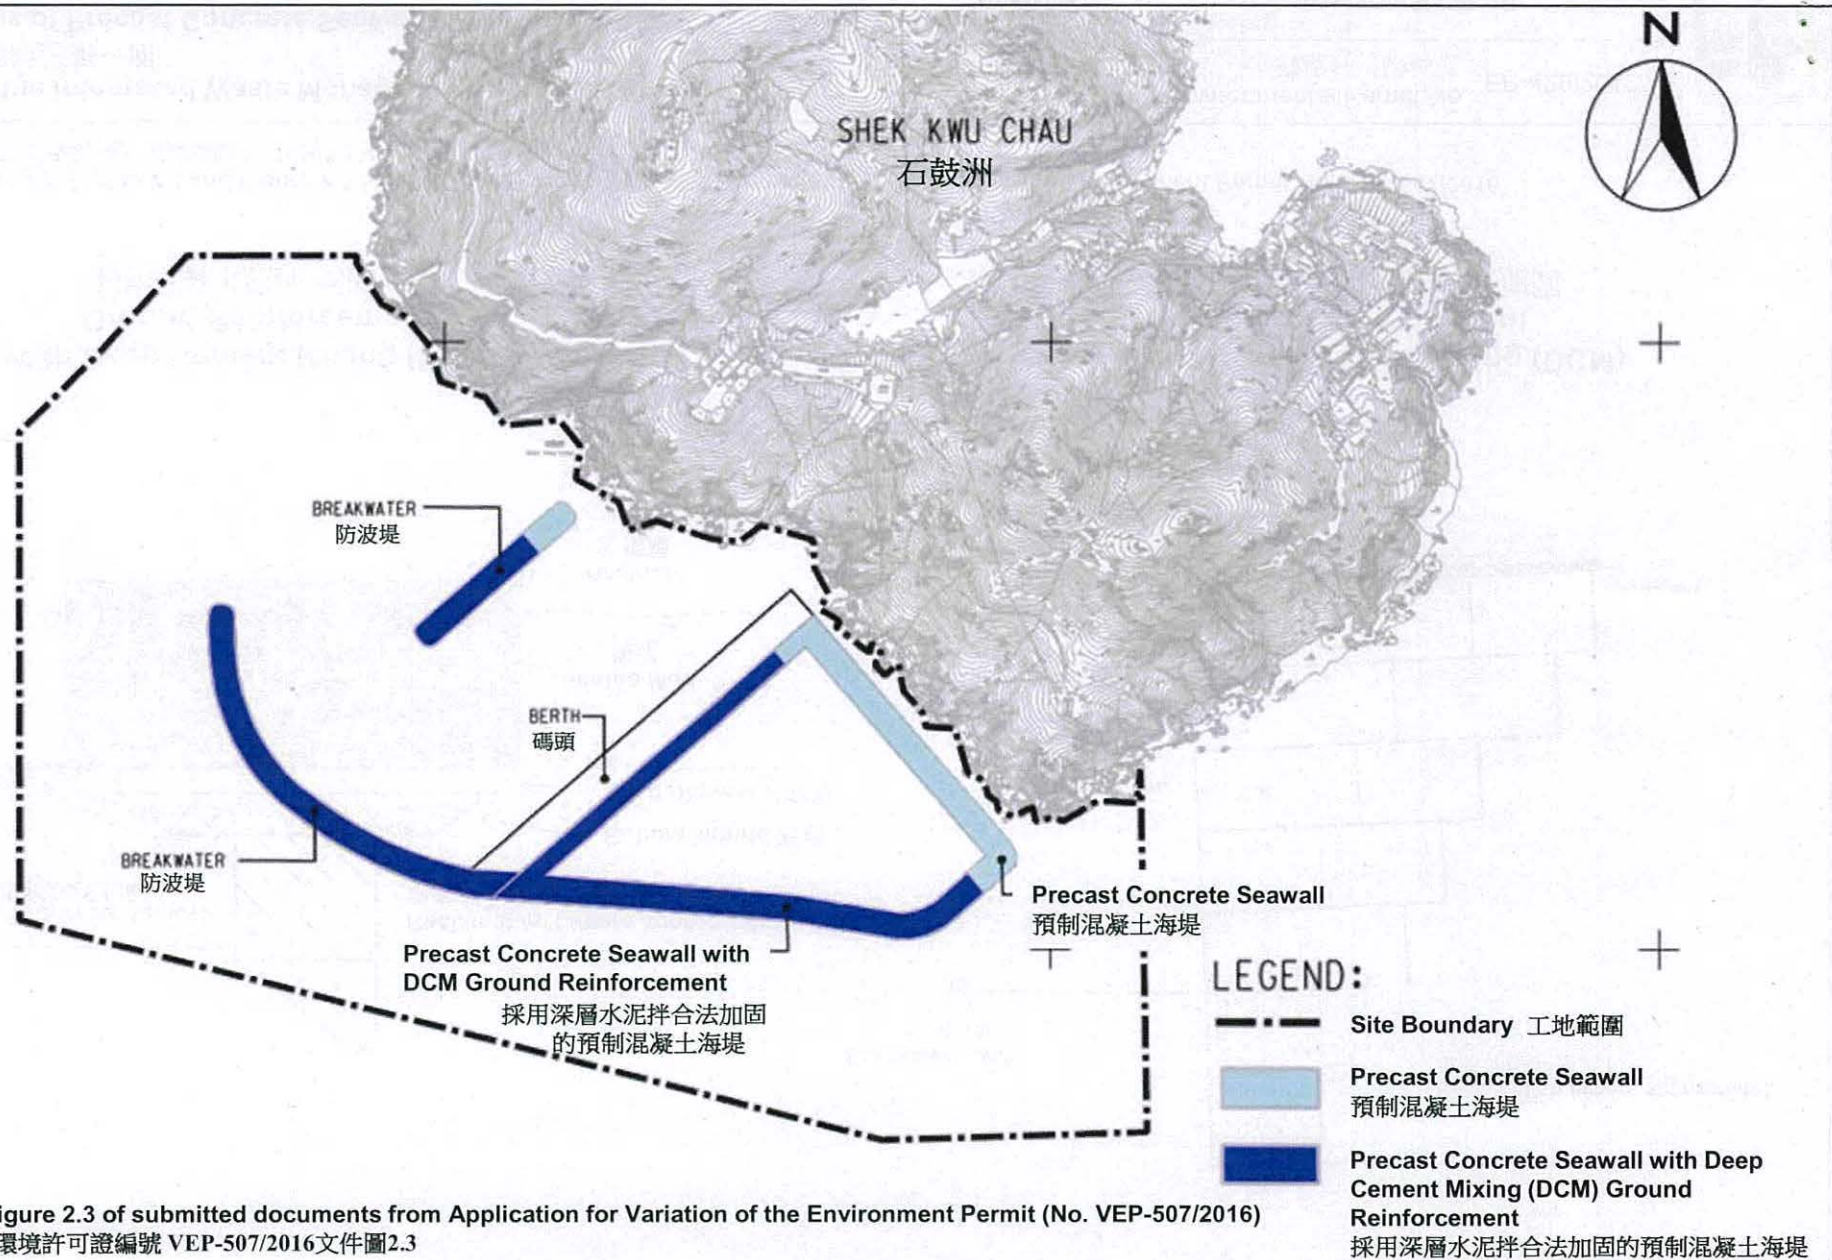 N
SHEK KWU CHAU
石鼓洲
BREAKWATER
防波堤
BERTH
碼頭
BREAKWATER
防波堤
Precast Concrete Seawall
預制混凝土海堤
Precast Concrete Seawall with
DCM Ground Reinforcement
採用深層水泥拌合法加固
的預制混凝土海堤
LEGEND:
Site Boundary 工地範圍
Precast Concrete Seawall
預制混凝土海堤
Precast Concrete Seawall with Deep
Cement Mixing (DCM) Ground
Reinforcement
採用深層水泥拌合法加固的預制混凝土海堤
igure 2.3 of submitted documents from Application for Variation of the Environment Permit (No. VEP-507/2016)
環境許可證編號 VEP-507/2016文件圖2.3